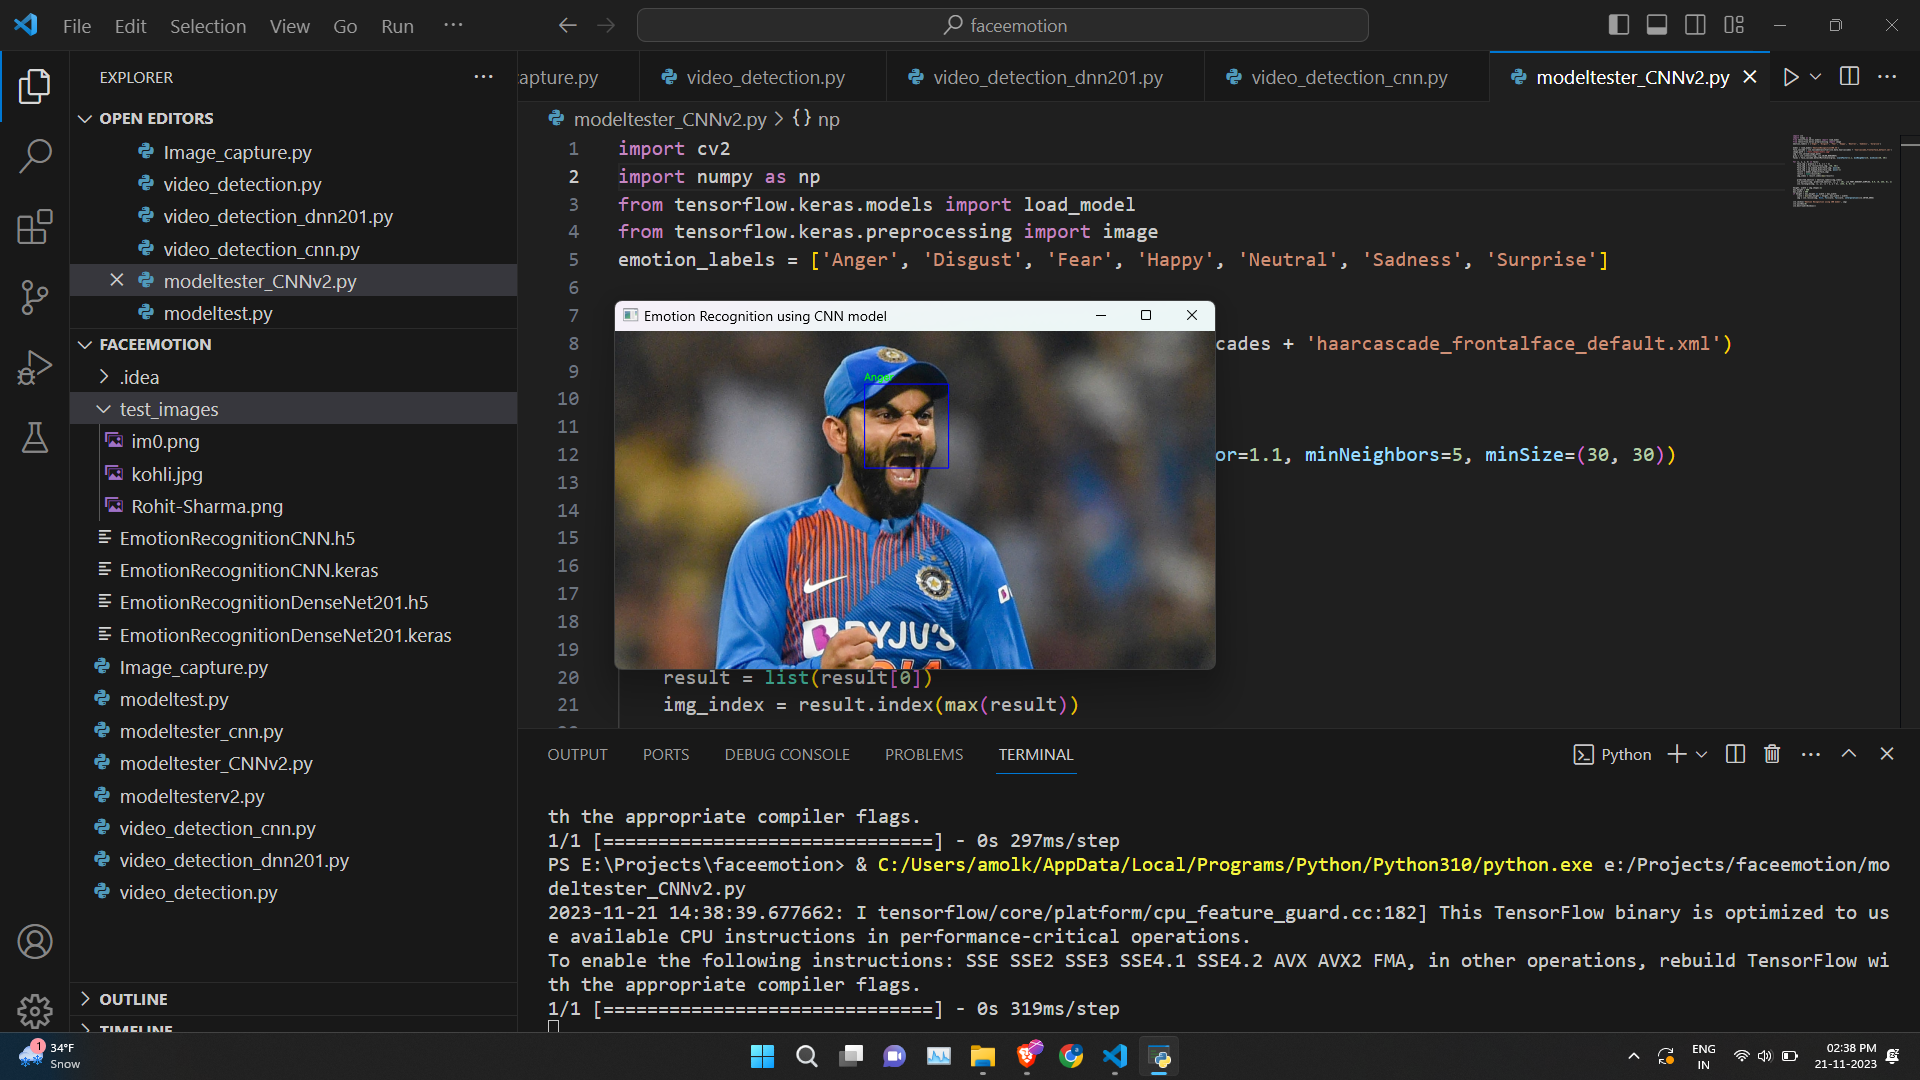 File Edit Selection View Go Run ···
faceemotion
EXPLORER
OPEN EDITORS
Image_capture.py
video_detection.py
video_detection_dnn201.py
video_detection_cnn.py
modeltester_CNNv2.py
modeltest.py
FACEEMOTION
.idea
test_images
im0.png
kohli.jpg
Rohit-Sharma.png
EmotionRecognitionCNN.h5
EmotionRecognitionCNN.keras
EmotionRecognitionDenseNet201.h5
EmotionRecognitionDenseNet201.keras
Image_capture.py
modeltest.py
modeltester_cnn.py
modeltester_CNNv2.py
modeltesterv2.py
video_detection_cnn.py
video_detection_dnn201.py
video_detection.py
OUTLINE
TIMELINE
apture.py video_detection.py video_detection_dnn201.py video_detection_cnn.py modeltester_CNNv2.py
modeltester_CNNv2.py > {} np
1 import cv2
2 import numpy as np
3 from tensorflow.keras.models import load_model
4 from tensorflow.keras.preprocessing import image
5 emotion_labels = ['Anger', 'Disgust', 'Fear', 'Happy', 'Neutral', 'Sadness', 'Surprise']
6
7
8 cades + 'haarcascade_frontalface_default.xml')
9
10
11
12 or=1.1, minNeighbors=5, minSize=(30, 30))
13
14
15
16
17
18
19
20 result = list(result[0])
21 img_index = result.index(max(result))
Emotion Recognition using CNN model
Anger
BYJU'S
OUTPUT PORTS DEBUG CONSOLE PROBLEMS TERMINAL
Python
th the appropriate compiler flags.
1/1 [==============================] - 0s 297ms/step
PS E:\Projects\faceemotion> & C:/Users/amolk/AppData/Local/Programs/Python/Python310/python.exe e:/Projects/faceemotion/mo
deltester_CNNv2.py
2023-11-21 14:38:39.677662: I tensorflow/core/platform/cpu_feature_guard.cc:182] This TensorFlow binary is optimized to us
e available CPU instructions in performance-critical operations.
To enable the following instructions: SSE SSE2 SSE3 SSE4.1 SSE4.2 AVX AVX2 FMA, in other operations, rebuild TensorFlow wi
th the appropriate compiler flags.
1/1 [==============================] - 0s 319ms/step
1
34°F
Snow
ENG
IN
02:38 PM
21-11-2023